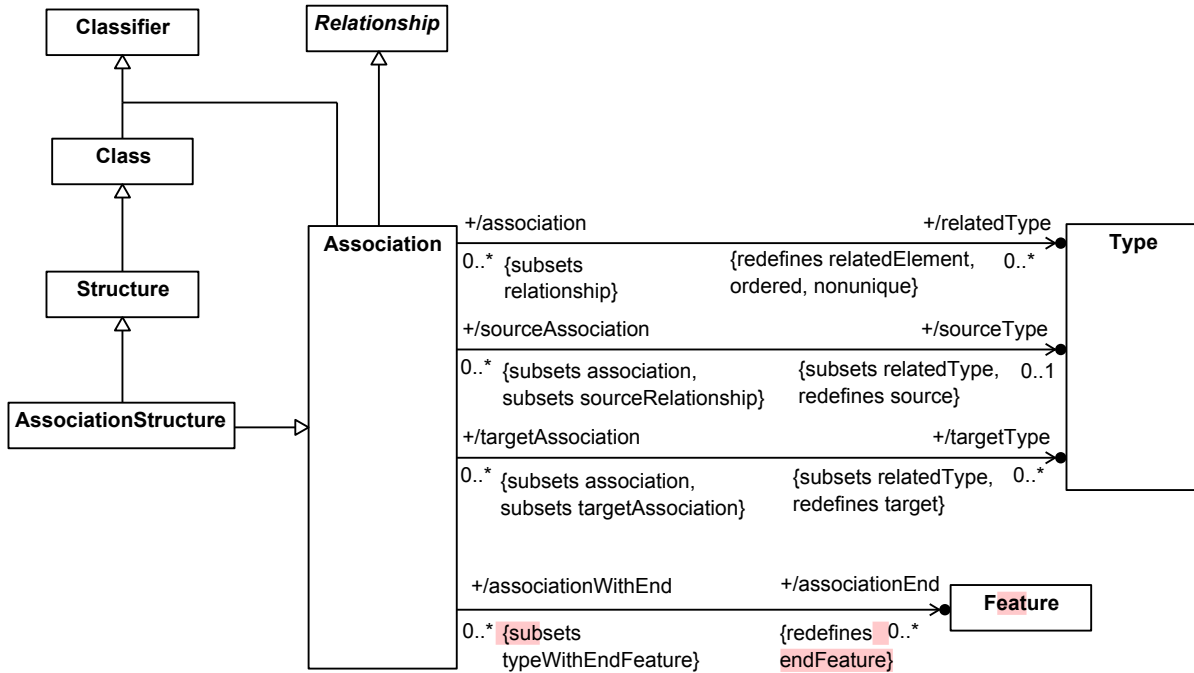 Classifier
Relationship
Class
Structure
AssociationStructure
Association
+/association
+/relatedType
0..*
{subsets
relationship}
{redefines relatedElement,
ordered, nonunique}
0..*
Type
+/sourceAssociation
+/sourceType
0..*
{subsets association,
subsets sourceRelationship}
{subsets relatedType,
redefines source}
0..1
+/targetAssociation
+/targetType
0..*
{subsets association,
subsets targetAssociation}
{subsets relatedType,
redefines target}
0..*
+/associationWithEnd
+/associationEnd
Feature
0..*
{subsets
typeWithEndFeature}
{redefines
endFeature}
0..*